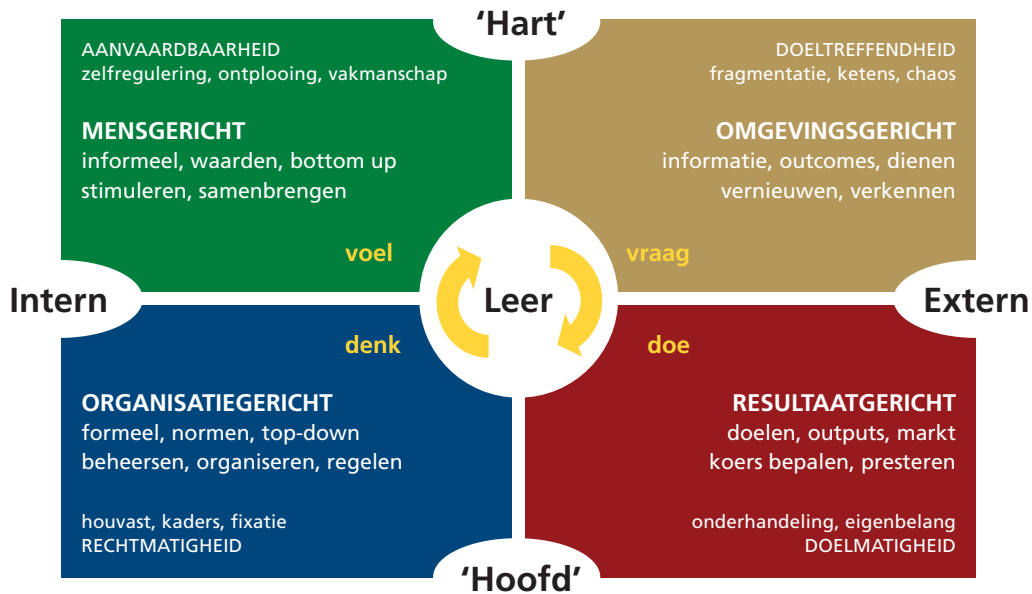 ‘Hart’
AANVAARDBAARHEID
zelfregulering, ontplooing, vakmanschap
MENSGERICHT
informeel, waarden, bottom up
stimuleren, samenbrengen
voel
DOELTREFFENDHEID
fragmentatie, ketens, chaos
OMGEVINGSGERICHT
informatie, outcomes, dienen
vernieuwen, verkennen
vraag
Intern
Leer
Extern
denk
ORGANISATIEGERICHT
formeel, normen, top-down
beheersen, organiseren, regelen
houvast, kaders, fixatie
RECHTMATIGHEID
doe
RESULTAATGERICHT
doelen, outputs, markt
koers bepalen, presteren
onderhandeling, eigenbelang
DOELMATIGHEID
‘Hoofd’